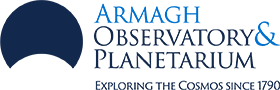 ARMAGH
OBSERVATORY&
PLANETARIUM
EXPLORING THE COSMOS SINCE 1790